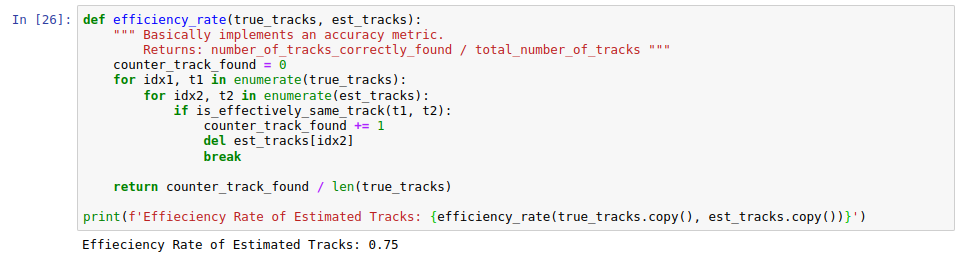 In [26]: def efficiency_rate(true_tracks, est_tracks):
    """ Basically implements an accuracy metric.
        Returns: number_of_tracks_correctly_found / total_number_of_tracks """
    counter_track_found = 0
    for idx1, t1 in enumerate(true_tracks):
        for idx2, t2 in enumerate(est_tracks):
            if is_effectively_same_track(t1, t2):
                counter_track_found += 1
                del est_tracks[idx2]
                break
    return counter_track_found / len(true_tracks)
print(f'Effieciency Rate of Estimated Tracks: {efficiency_rate(true_tracks.copy(), est_tracks.copy())}')
Effieciency Rate of Estimated Tracks: 0.75